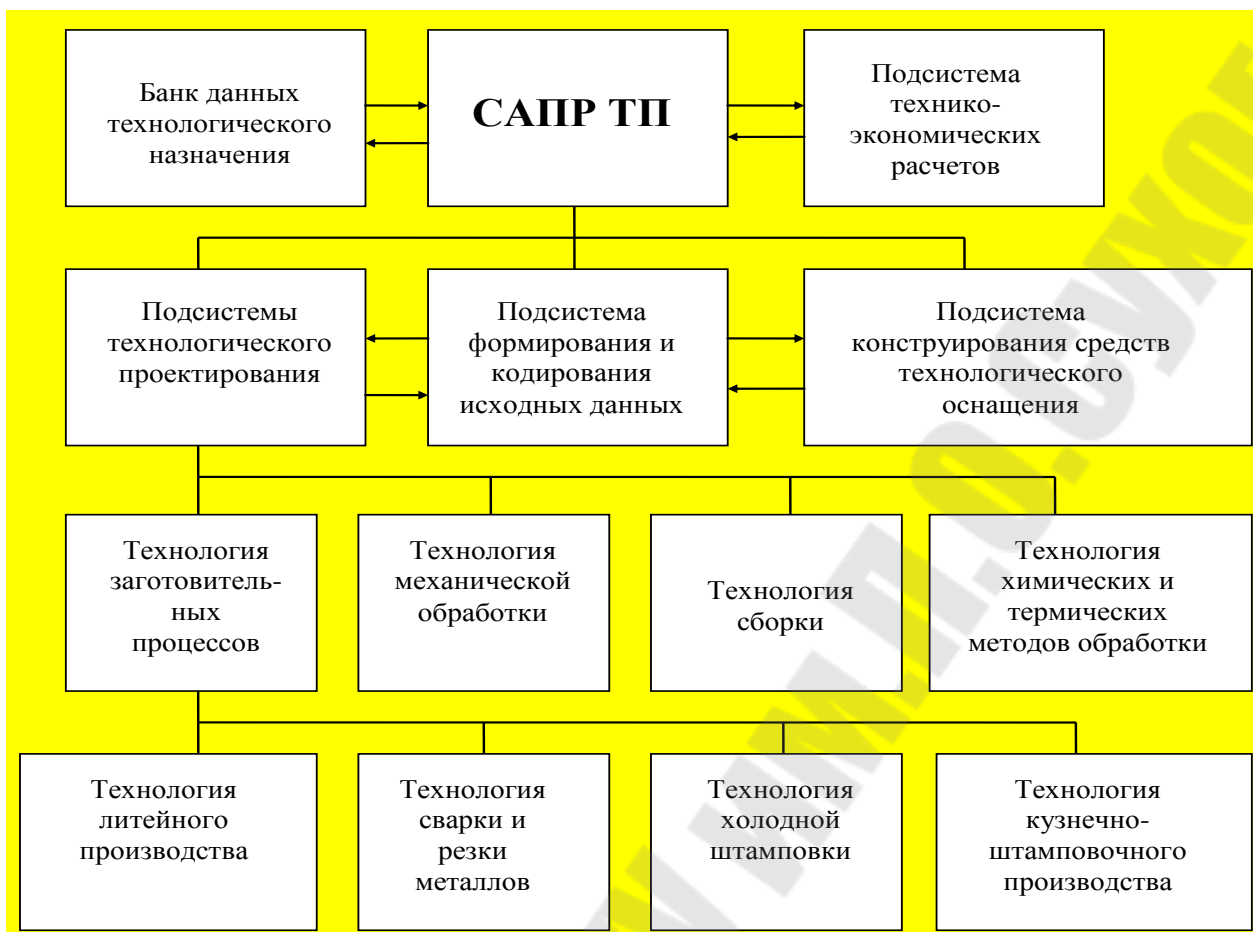 Банк данных
технологического
назначения
САПР ТП
Подсистема
технико-
экономических
расчетов
Подсистемы
технологического
проектирования
Подсистема
формирования и
кодирования
исходных данных
Подсистема
конструирования средств
технологического
оснащения
Технология
заготовитель-
ных
процессов
Технология
механической
обработки
Технология
сборки
Технология
химических и
термических
методов обработки
Технология
литейного
производства
Технология
сварки и
резки
металлов
Технология
холодной
штамповки
Технология
кузнечно-
штамповочного
производства
им.П.О.Сухо